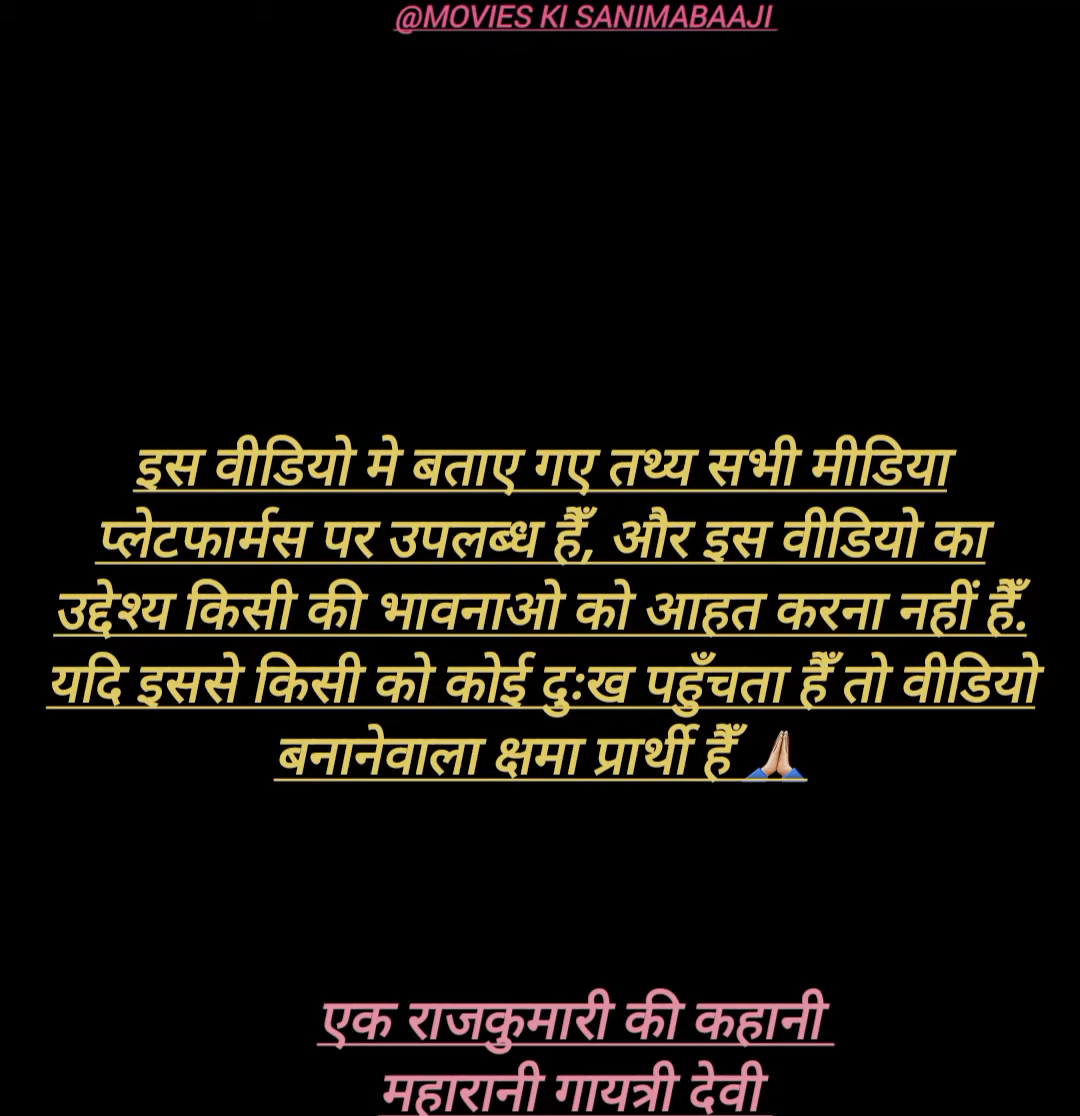 @MOVIES KI SANIMABAAJI
इस वीडियो मे बताए गए तथ्य सभी मीडिया
प्लेटफार्मस पर उपलब्ध हैँ, और इस वीडियो का
उद्देश्य किसी की भावनाओ को आहत करना नहीं हैँ.
यदि इससे किसी को कोई दुःख पहुँचता हैँ तो वीडियो
बनानेवाला क्षमा प्रार्थी हैँ 🙏🏻
एक राजकुमारी की कहानी
महारानी गायत्री देवी